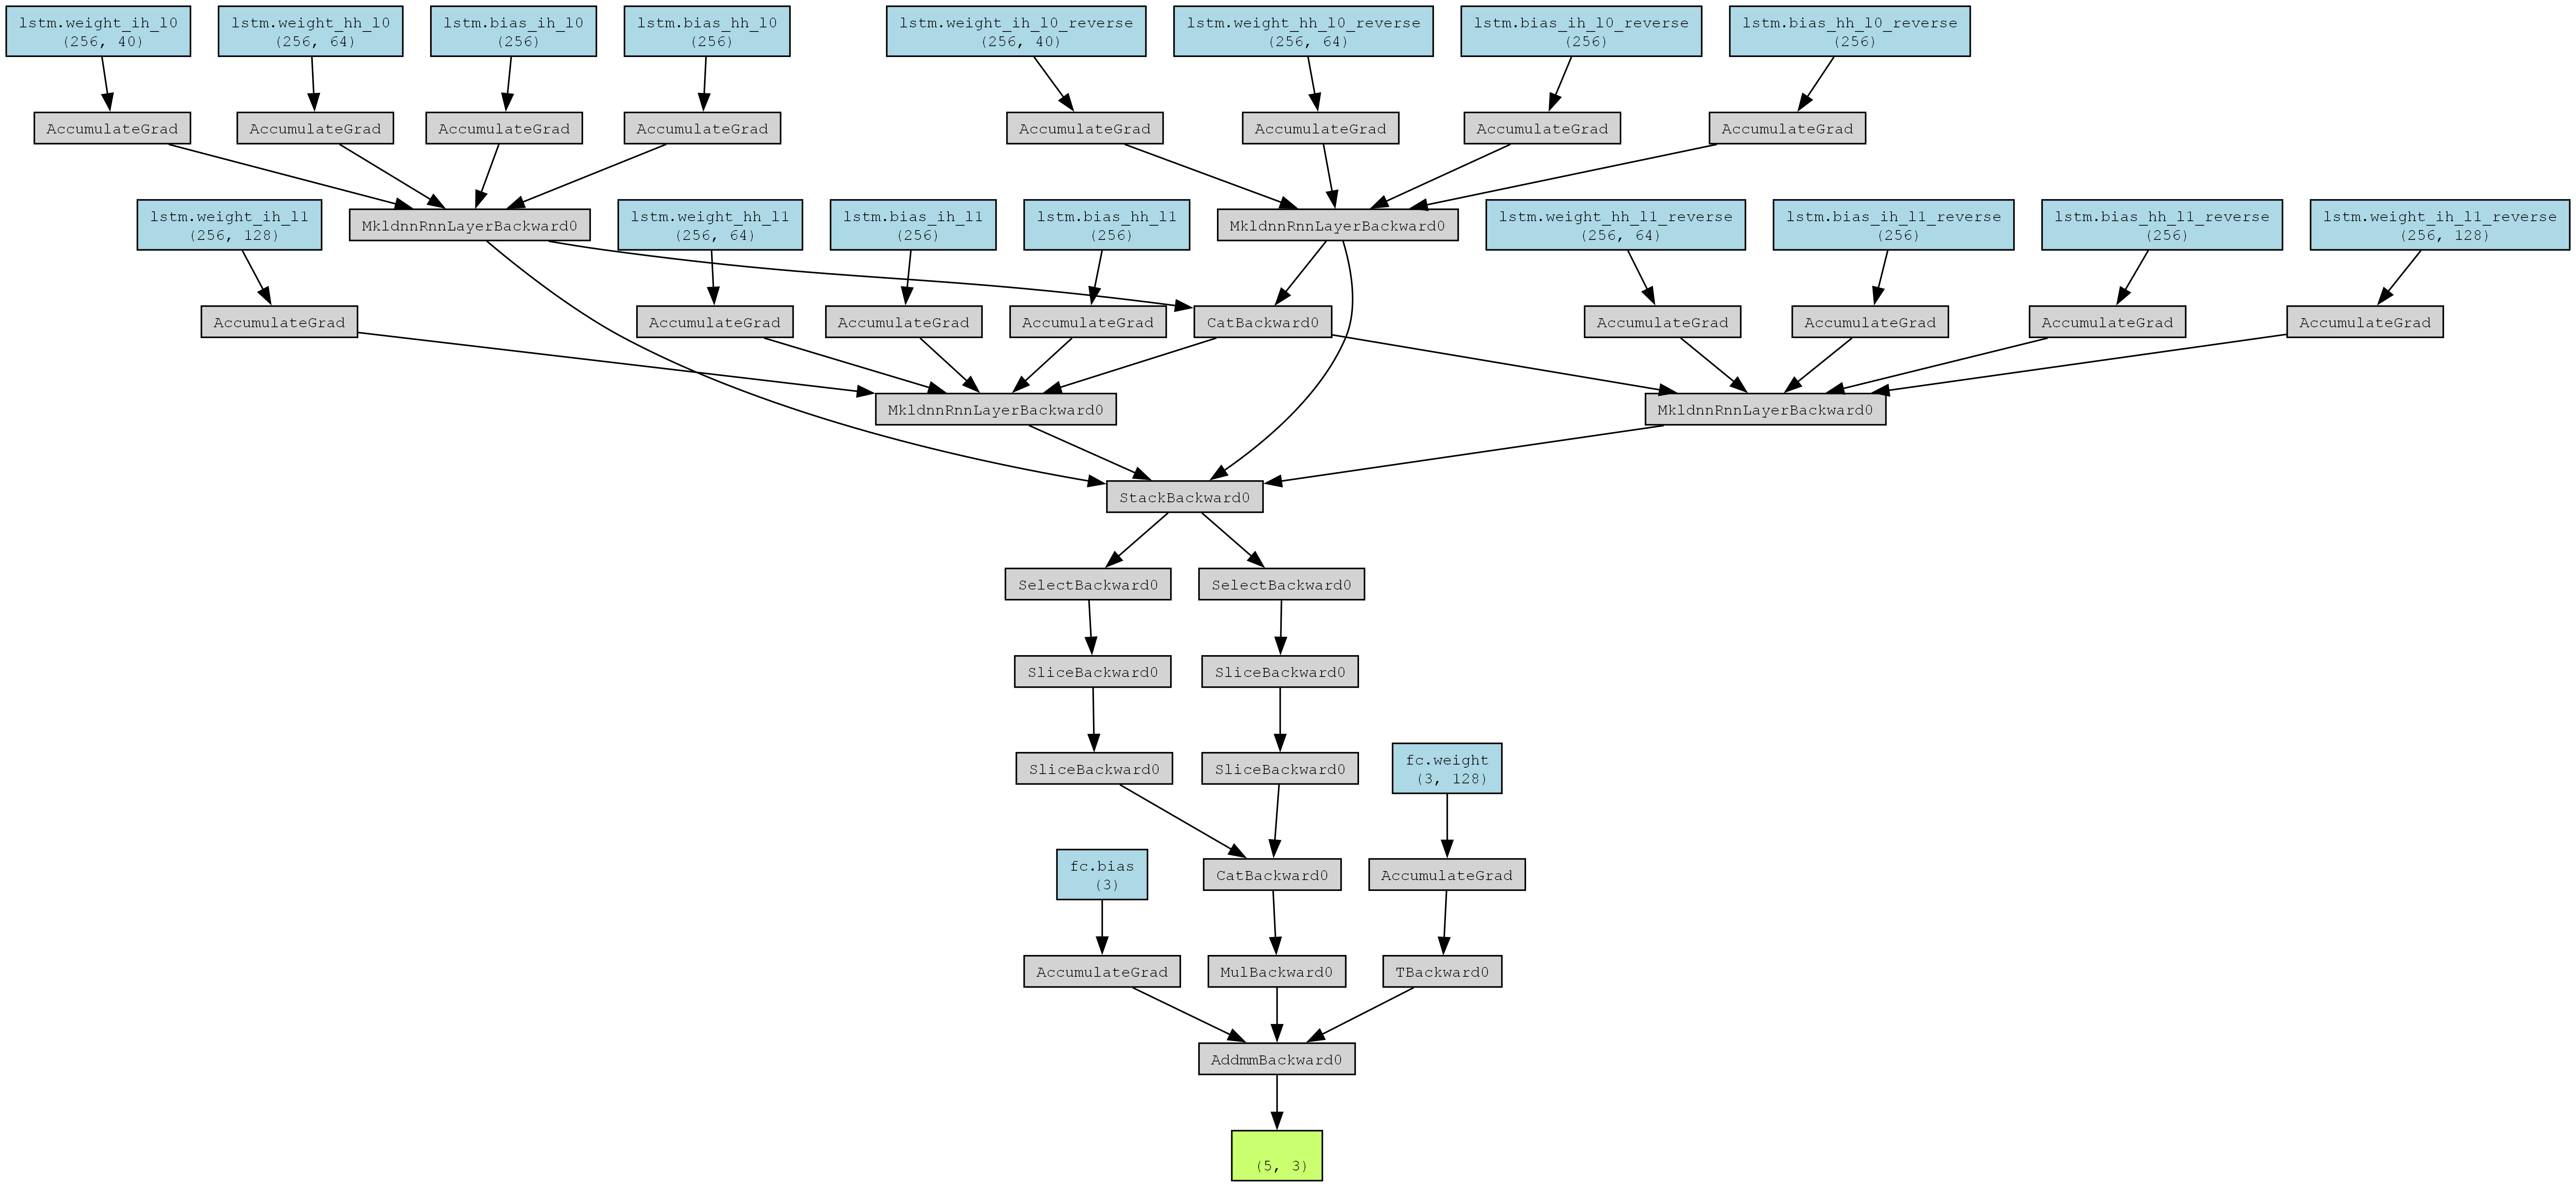 lstm.weight_ih_l0
(256, 40)
lstm.weight_hh_l0
(256, 64)
lstm.bias_ih_l0
(256)
lstm.bias_hh_l0
(256)
lstm.weight_ih_l0_reverse
(256, 40)
lstm.weight_hh_l0_reverse
(256, 64)
lstm.bias_ih_l0_reverse
(256)
lstm.bias_hh_l0_reverse
(256)
AccumulateGrad
AccumulateGrad
AccumulateGrad
AccumulateGrad
AccumulateGrad
AccumulateGrad
AccumulateGrad
AccumulateGrad
lstm.weight_ih_l1
(256, 128)
MkldnnRnnLayerBackward0
lstm.weight_hh_l1
(256, 64)
lstm.bias_ih_l1
(256)
lstm.bias_hh_l1
(256)
MkldnnRnnLayerBackward0
lstm.weight_hh_l1_reverse
(256, 64)
lstm.bias_ih_l1_reverse
(256)
lstm.bias_hh_l1_reverse
(256)
lstm.weight_ih_l1_reverse
(256, 128)
AccumulateGrad
AccumulateGrad
AccumulateGrad
AccumulateGrad
CatBackward0
AccumulateGrad
AccumulateGrad
AccumulateGrad
AccumulateGrad
MkldnnRnnLayerBackward0
MkldnnRnnLayerBackward0
StackBackward0
SelectBackward0
SelectBackward0
SliceBackward0
SliceBackward0
SliceBackward0
SliceBackward0
fc.weight
(3, 128)
fc.bias
(3)
CatBackward0
AccumulateGrad
AccumulateGrad
MulBackward0
TBackward0
AddmmBackward0
(5, 3)